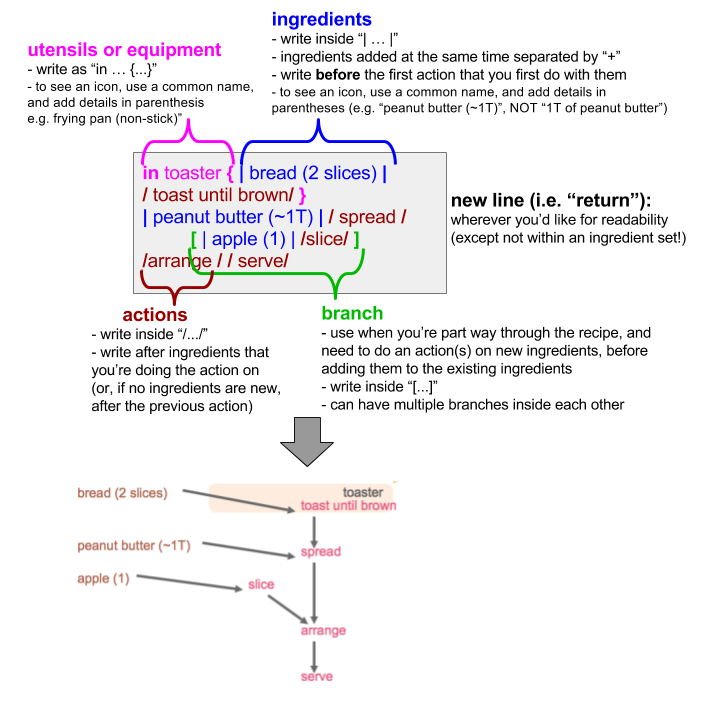 ingredients
- write inside “| … |”
- ingredients added at the same time separated by “+”
- write before the first action that you first do with them
- to see an icon, use a common name, and add details in
parentheses (e.g. “peanut butter (~1T)”, NOT “1T of peanut butter”)
utensils or equipment
- write as “in … {...}”
- to see an icon, use a common name,
and add details in parenthesis
e.g. frying pan (non-stick)”
in toaster { | bread (2 slices) |
/ toast until brown/ }
| peanut butter (~1T) | / spread /
[ | apple (1) | /slice/ ]
/arrange / / serve/
new line (i.e. “return”):
wherever you’d like for readability
(except not within an ingredient set!)
actions
- write inside “/.../”
- write after ingredients that
you’re doing the action on
(or, if no ingredients are new,
after the previous action)
branch
- use when you’re part way through the recipe, and
need to do an action(s) on new ingredients, before
adding them to the existing ingredients
- write inside “[...]”
- can have multiple branches inside each other
bread (2 slices)
toaster
toast until brown
peanut butter (~1T)
spread
apple (1)
slice
arrange
serve